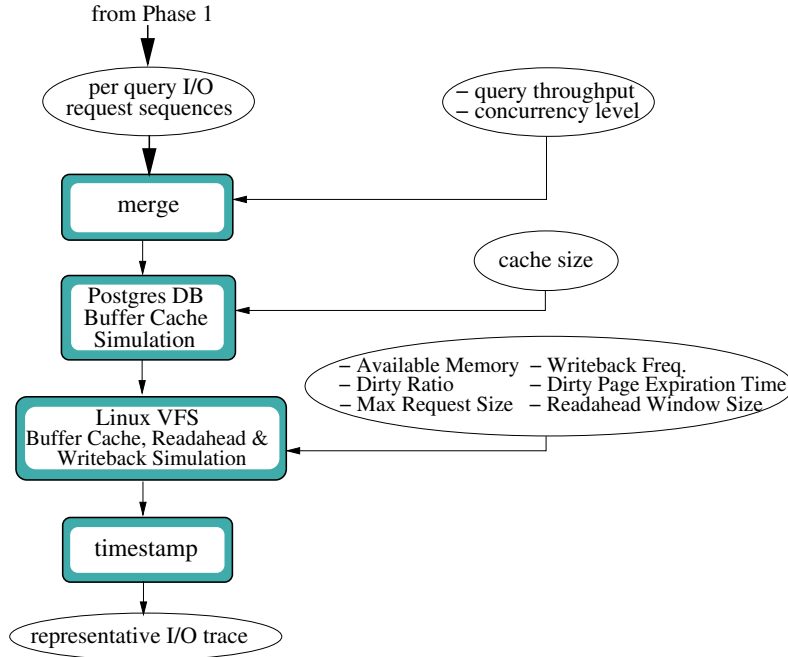 from Phase 1
per query I/O
request sequences
– query throughput
– concurrency level
merge
cache size
Postgres DB
Buffer Cache
Simulation
– Available Memory – Writeback Freq.
– Dirty Ratio – Dirty Page Expiration Time
– Max Request Size – Readahead Window Size
Linux VFS
Buffer Cache, Readahead &
Writeback Simulation
timestamp
representative I/O trace